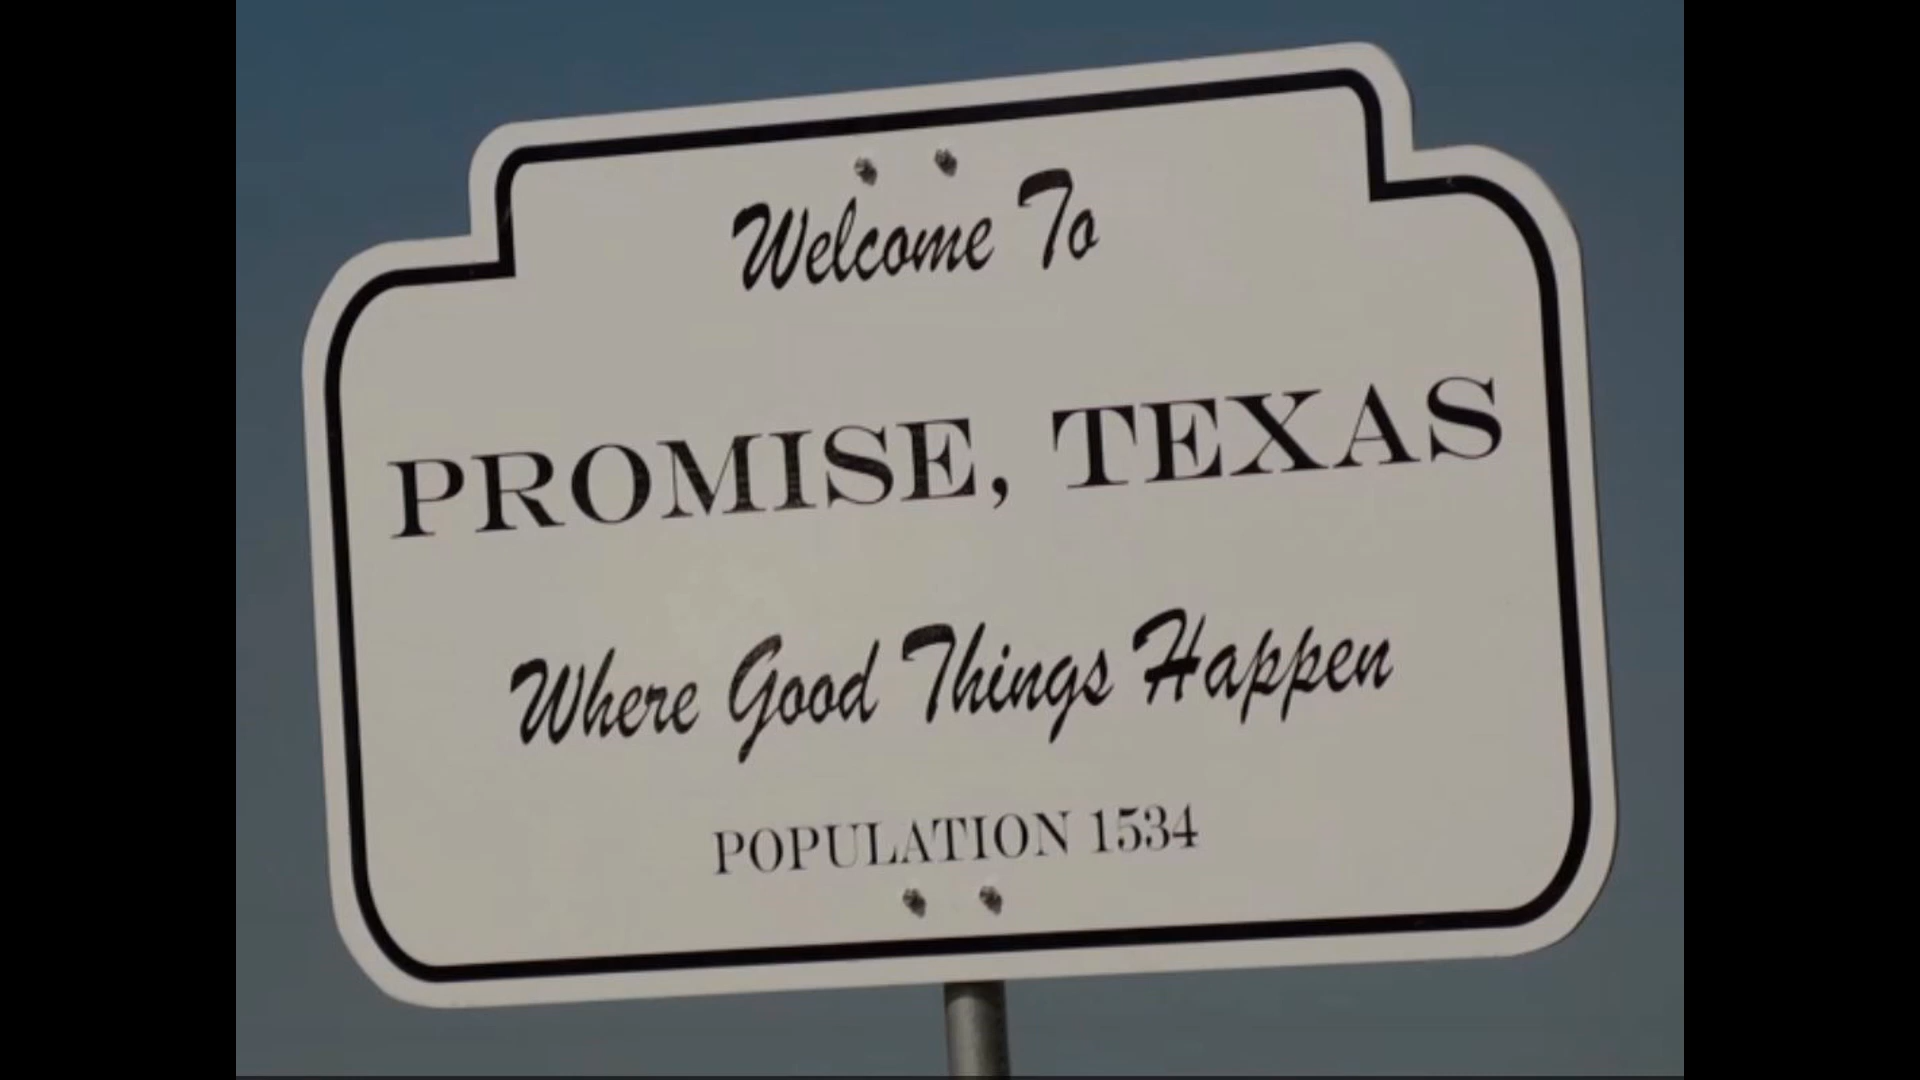 Welcome To
PROMISE, TEXAS
Where Good Things Happen
POPULATION 1534